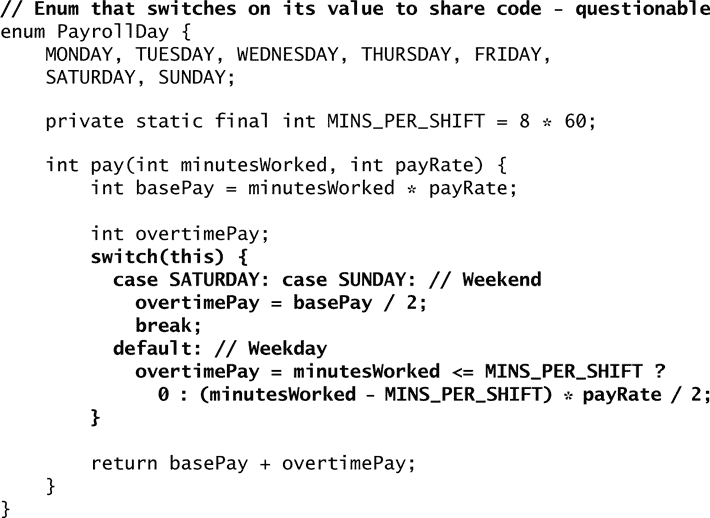 // Enum that switches on its value to share code - questionable
enum PayrollDay {
    MONDAY, TUESDAY, WEDNESDAY, THURSDAY, FRIDAY,
    SATURDAY, SUNDAY;

    private static final int MINS_PER_SHIFT = 8 * 60;

    int pay(int minutesWorked, int payRate) {
        int basePay = minutesWorked * payRate;

        int overtimePay;
        switch(this) {
          case SATURDAY: case SUNDAY: // Weekend
            overtimePay = basePay / 2;
            break;
          default: // Weekday
            overtimePay = minutesWorked <= MINS_PER_SHIFT ?
              0 : (minutesWorked - MINS_PER_SHIFT) * payRate / 2;
        }

        return basePay + overtimePay;
    }
}